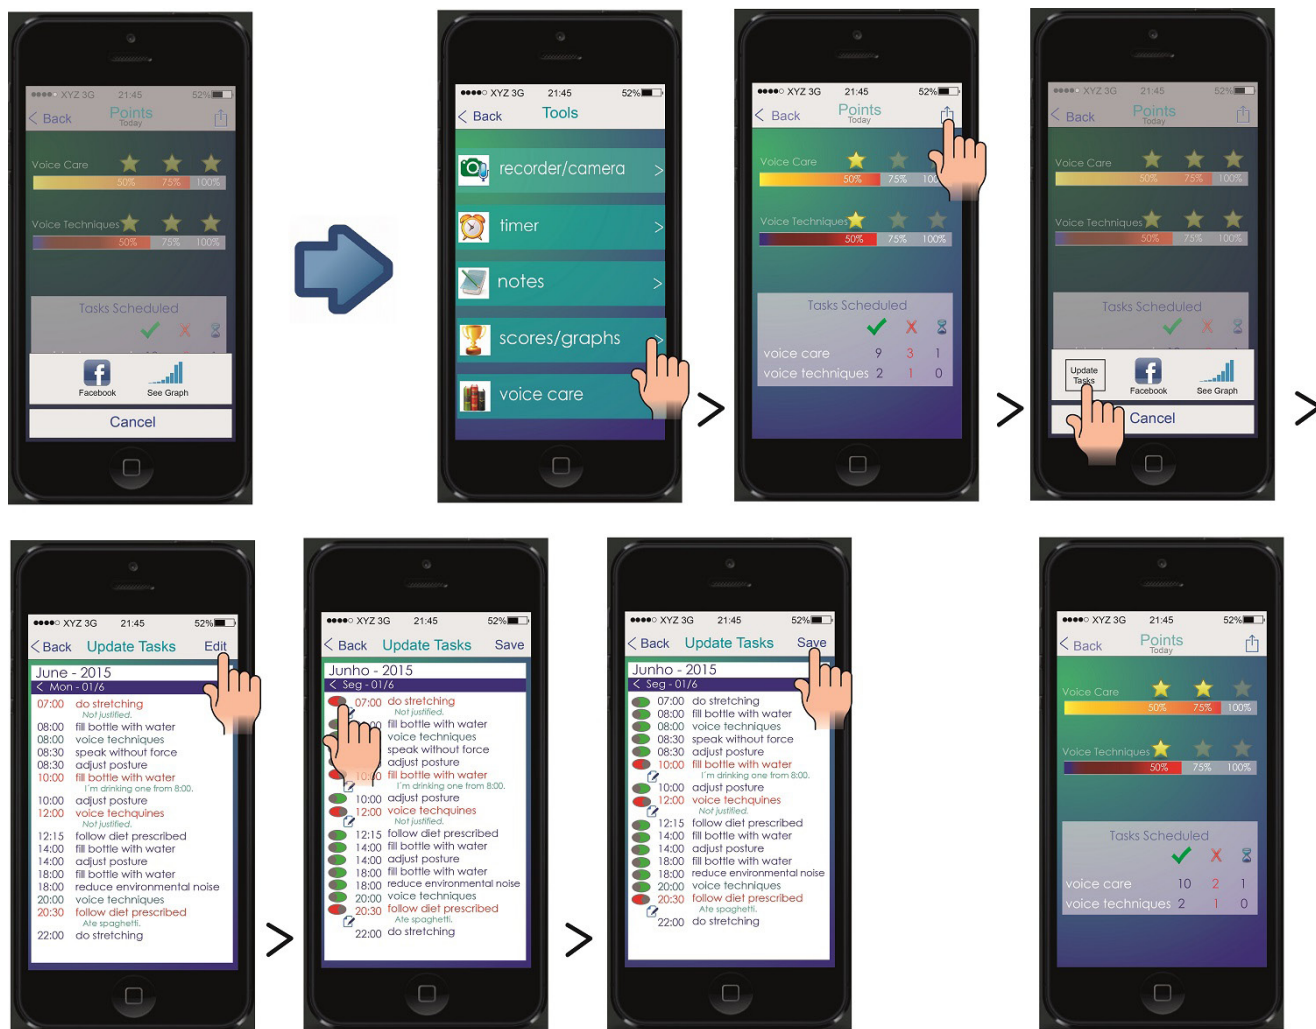 XYZ 3G 21:45 52%
< Back Points
Today
Voice Care
50% 75% 100%
Voice Techniques
50% 75% 100%
Tasks Scheduled
Facebook See Graph
Cancel
XYZ 3G 21:45 52%
< Back Tools
recorder/camera >
timer >
notes >
scores/graphs >
voice care
>
XYZ 3G 21:45 52%
< Back Points
Today
Voice Care
50% 75% 100%
Voice Techniques
50% 75% 100%
Tasks Scheduled
voice care 9 3 1
voice techniques 2 1 0
>
XYZ 3G 21:45 52%
< Back Points
Today
Voice Care
50% 75% 100%
Voice Techniques
50% 75% 100%
Tasks Scheduled
Update
Tasks
Facebook See Graph
Cancel
>
XYZ 3G 21:45 52%
< Back Update Tasks Edit
June - 2015
< Mon - 01/6
07:00 do stretching
Not justified.
08:00 fill bottle with water
08:00 voice techniques
08:30 speak without force
08:30 adjust posture
10:00 fill bottle with water
I´m drinking one from 8:00.
10:00 adjust posture
12:00 voice techquines
Not justified.
12:15 follow diet prescribed
14:00 fill bottle with water
14:00 adjust posture
18:00 fill bottle with water
18:00 reduce environmental noise
20:00 voice techniques
20:30 follow diet prescribed
Ate spaghetti.
22:00 do stretching
>
XYZ 3G 21:45 52%
< Back Update Tasks Save
Junho - 2015
< Seg - 01/6
07:00 do stretching
Not justified.
fill bottle with water
voice techniques
speak without force
adjust posture
10:00 fill bottle with water
I´m drinking one from 8:00.
10:00 adjust posture
12:00 voice techquines
Not justified.
12:15 follow diet prescribed
14:00 fill bottle with water
14:00 adjust posture
18:00 fill bottle with water
18:00 reduce environmental noise
20:00 voice techniques
20:30 follow diet prescribed
Ate spaghetti.
22:00 do stretching
>
XYZ 3G 21:45 52%
< Back Update Tasks Save
Junho - 2015
< Seg - 01/6
07:00 do stretching
08:00 fill bottle with water
08:00 voice techniques
08:30 speak without force
08:30 adjust posture
10:00 fill bottle with water
I´m drinking one from 8:00.
10:00 adjust posture
12:00 voice techquines
Not justified.
12:15 follow diet prescribed
14:00 fill bottle with water
14:00 adjust posture
18:00 fill bottle with water
18:00 reduce environmental noise
20:00 voice techniques
20:30 follow diet prescribed
Ate spaghetti.
22:00 do stretching
XYZ 3G 21:45 52%
< Back Points
Today
Voice Care
50% 75% 100%
Voice Techniques
50% 75% 100%
Tasks Scheduled
voice care 10 2 1
voice techniques 2 1 0